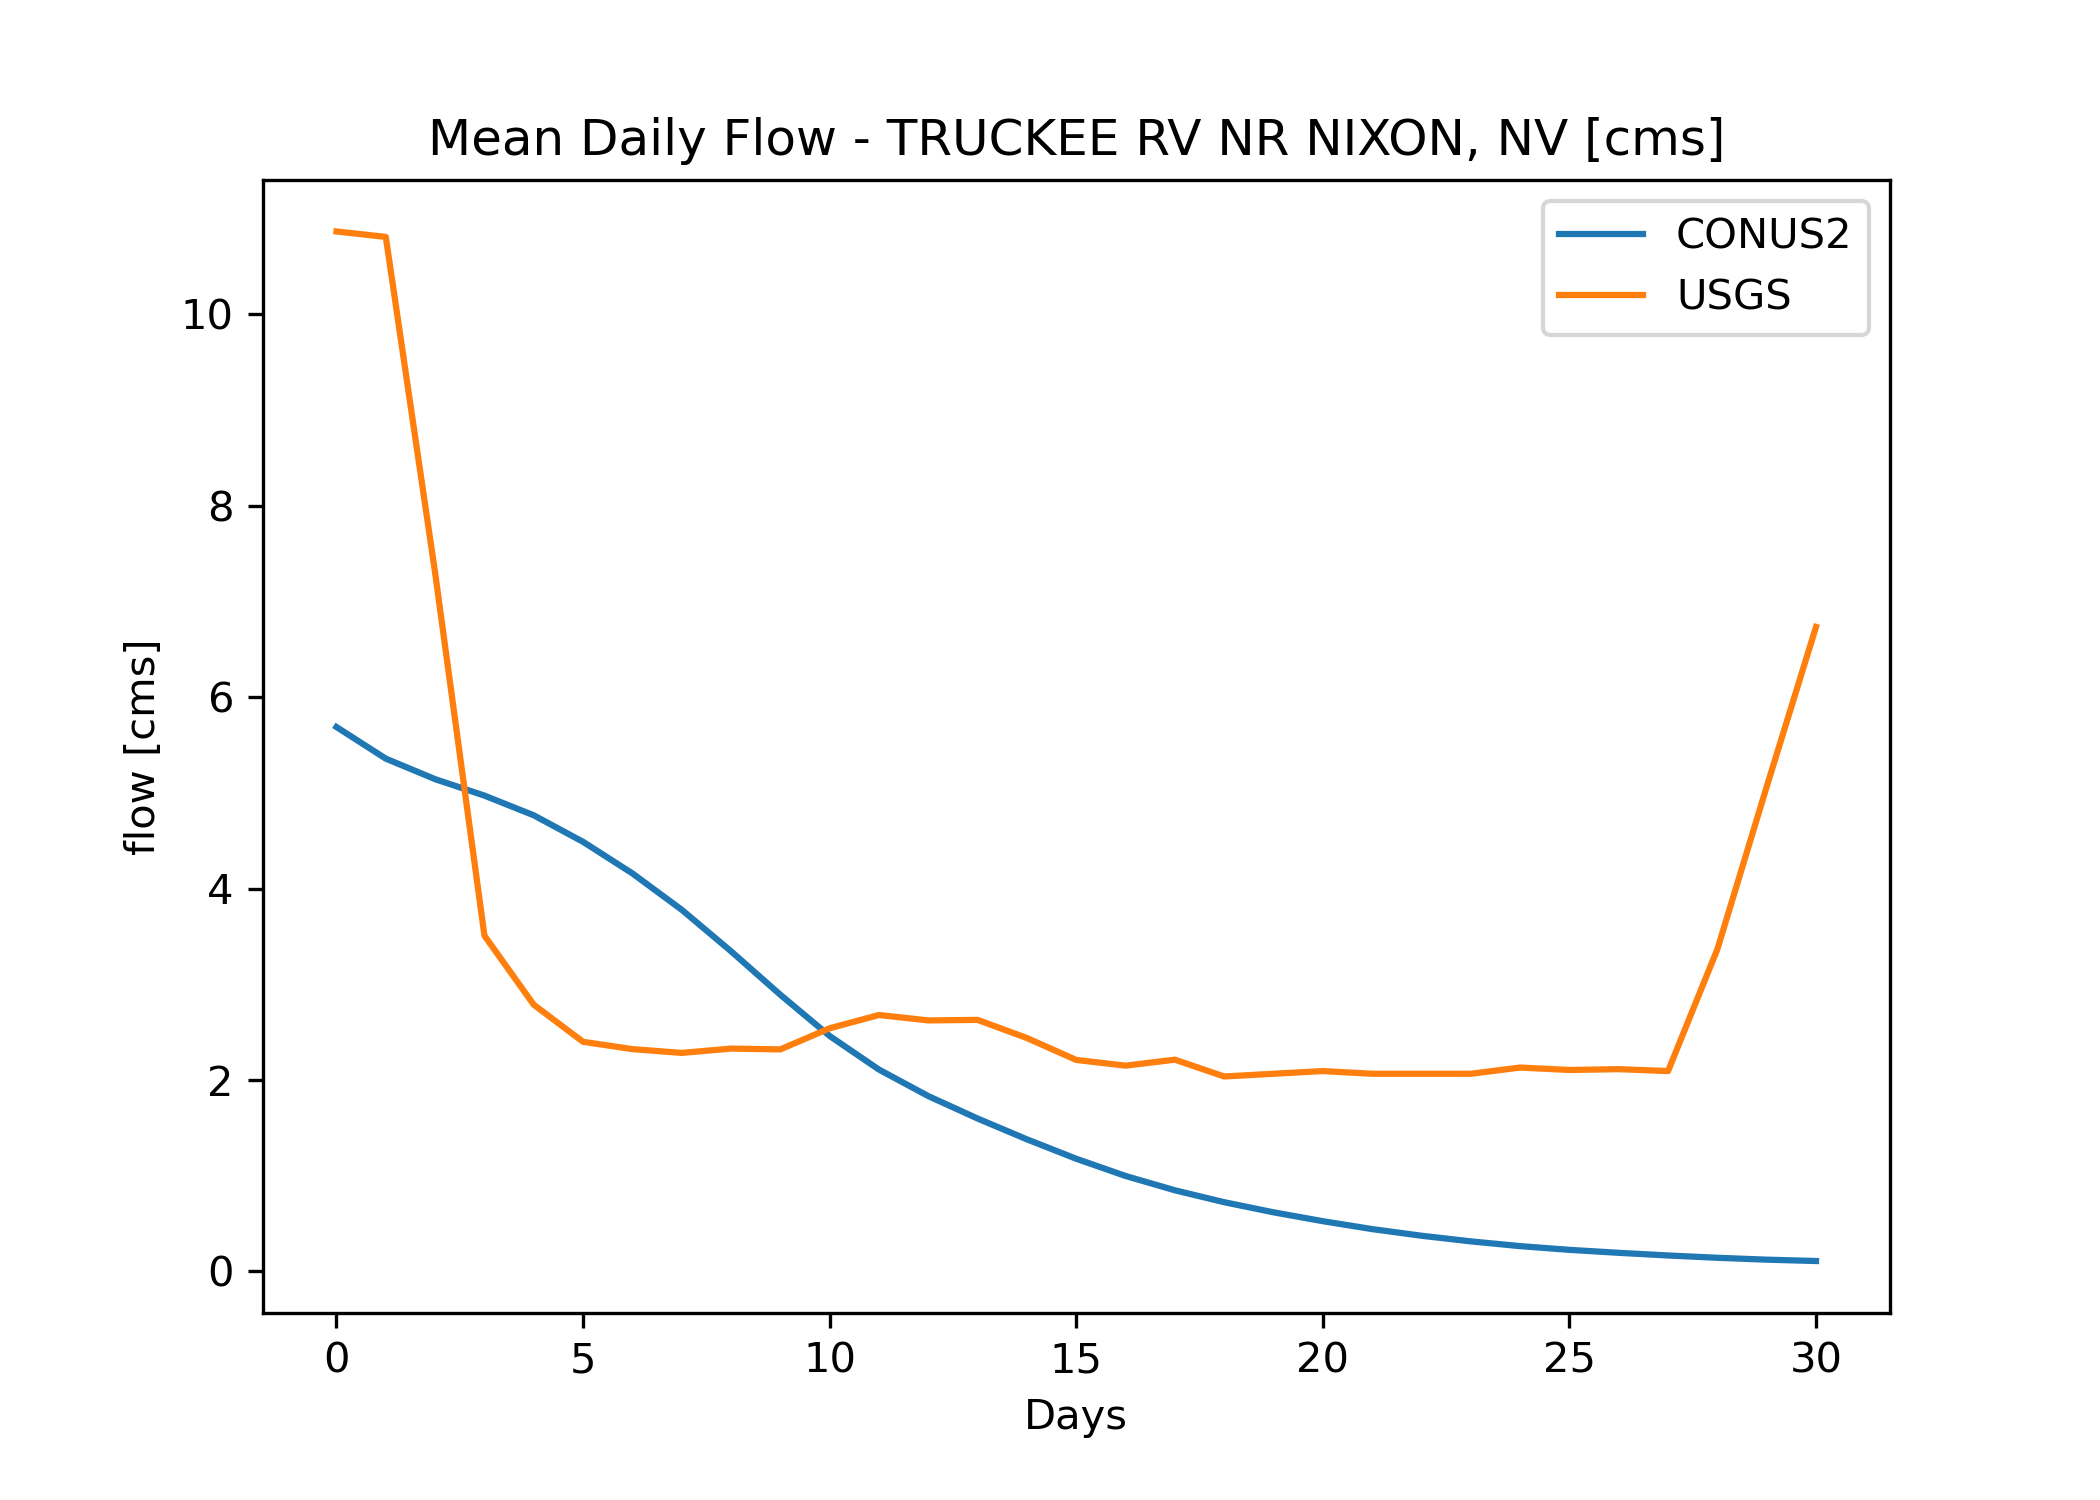 Mean Daily Flow - TRUCKEE RV NR NIXON, NV [cms]
CONUS2
USGS
flow [cms]
10
8
6
4
2
0
0 5 10 15 20 25 30
Days